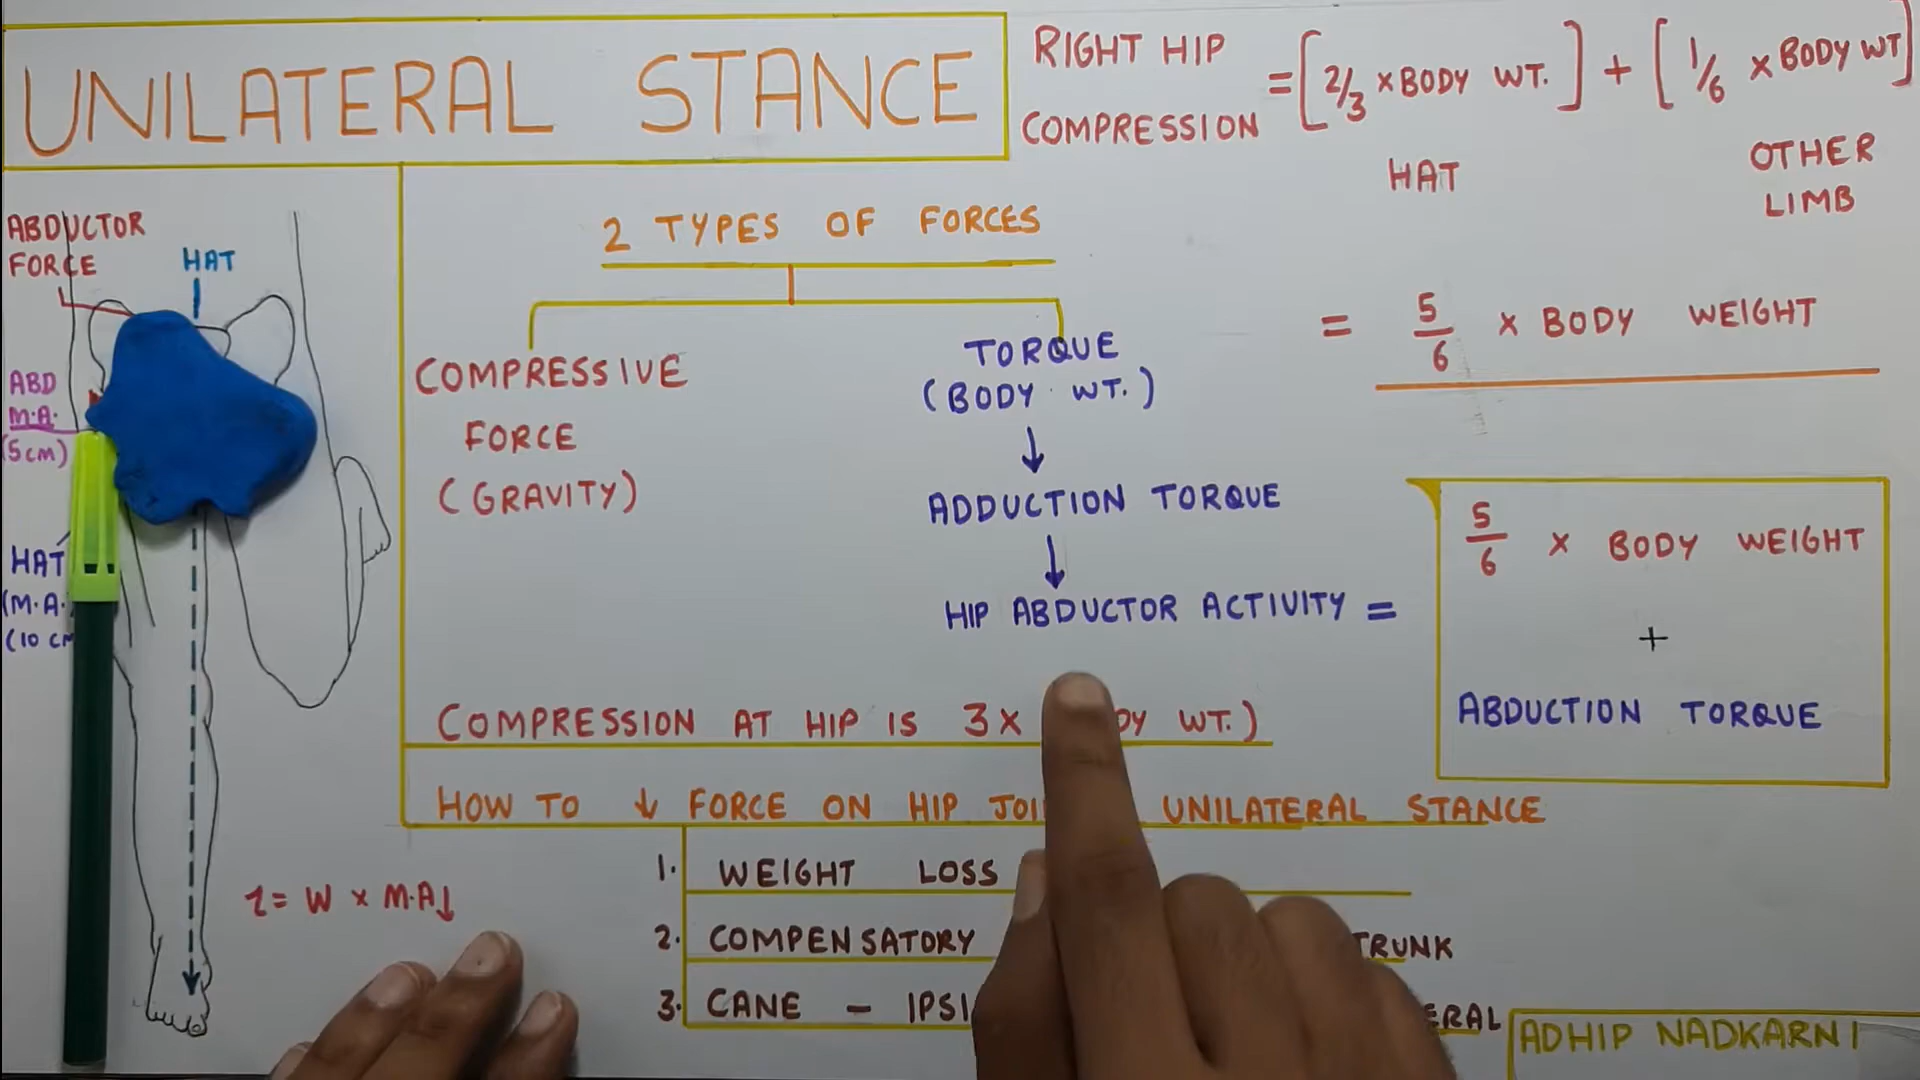 UNILATERAL STANCE
RIGHT HIP
COMPRESSION
= [2/3 × BODY WT.] + [1/6 × BODY WT]
HAT
OTHER
LIMB
= 5/6 × BODY WEIGHT
ABDUCTOR
FORCE
HAT
ABD
M.A.
(5CM)
HAT
(M.A.
(10 CM
2 TYPES OF FORCES
COMPRESSIVE
FORCE
(GRAVITY)
TORQUE
(BODY WT.)
↓
ADDUCTION TORQUE
↓
HIP ABDUCTOR ACTIVITY =
5/6 × BODY WEIGHT
+
ABDUCTION TORQUE
COMPRESSION AT HIP IS 3× WT.)
HOW TO ↓ FORCE ON HIP UNILATERAL STANCE
1. WEIGHT LOSS
2. COMPENSATORY TRUNK
3. CANE -
τ = W × M.A↓
ADHIP NADKARNI